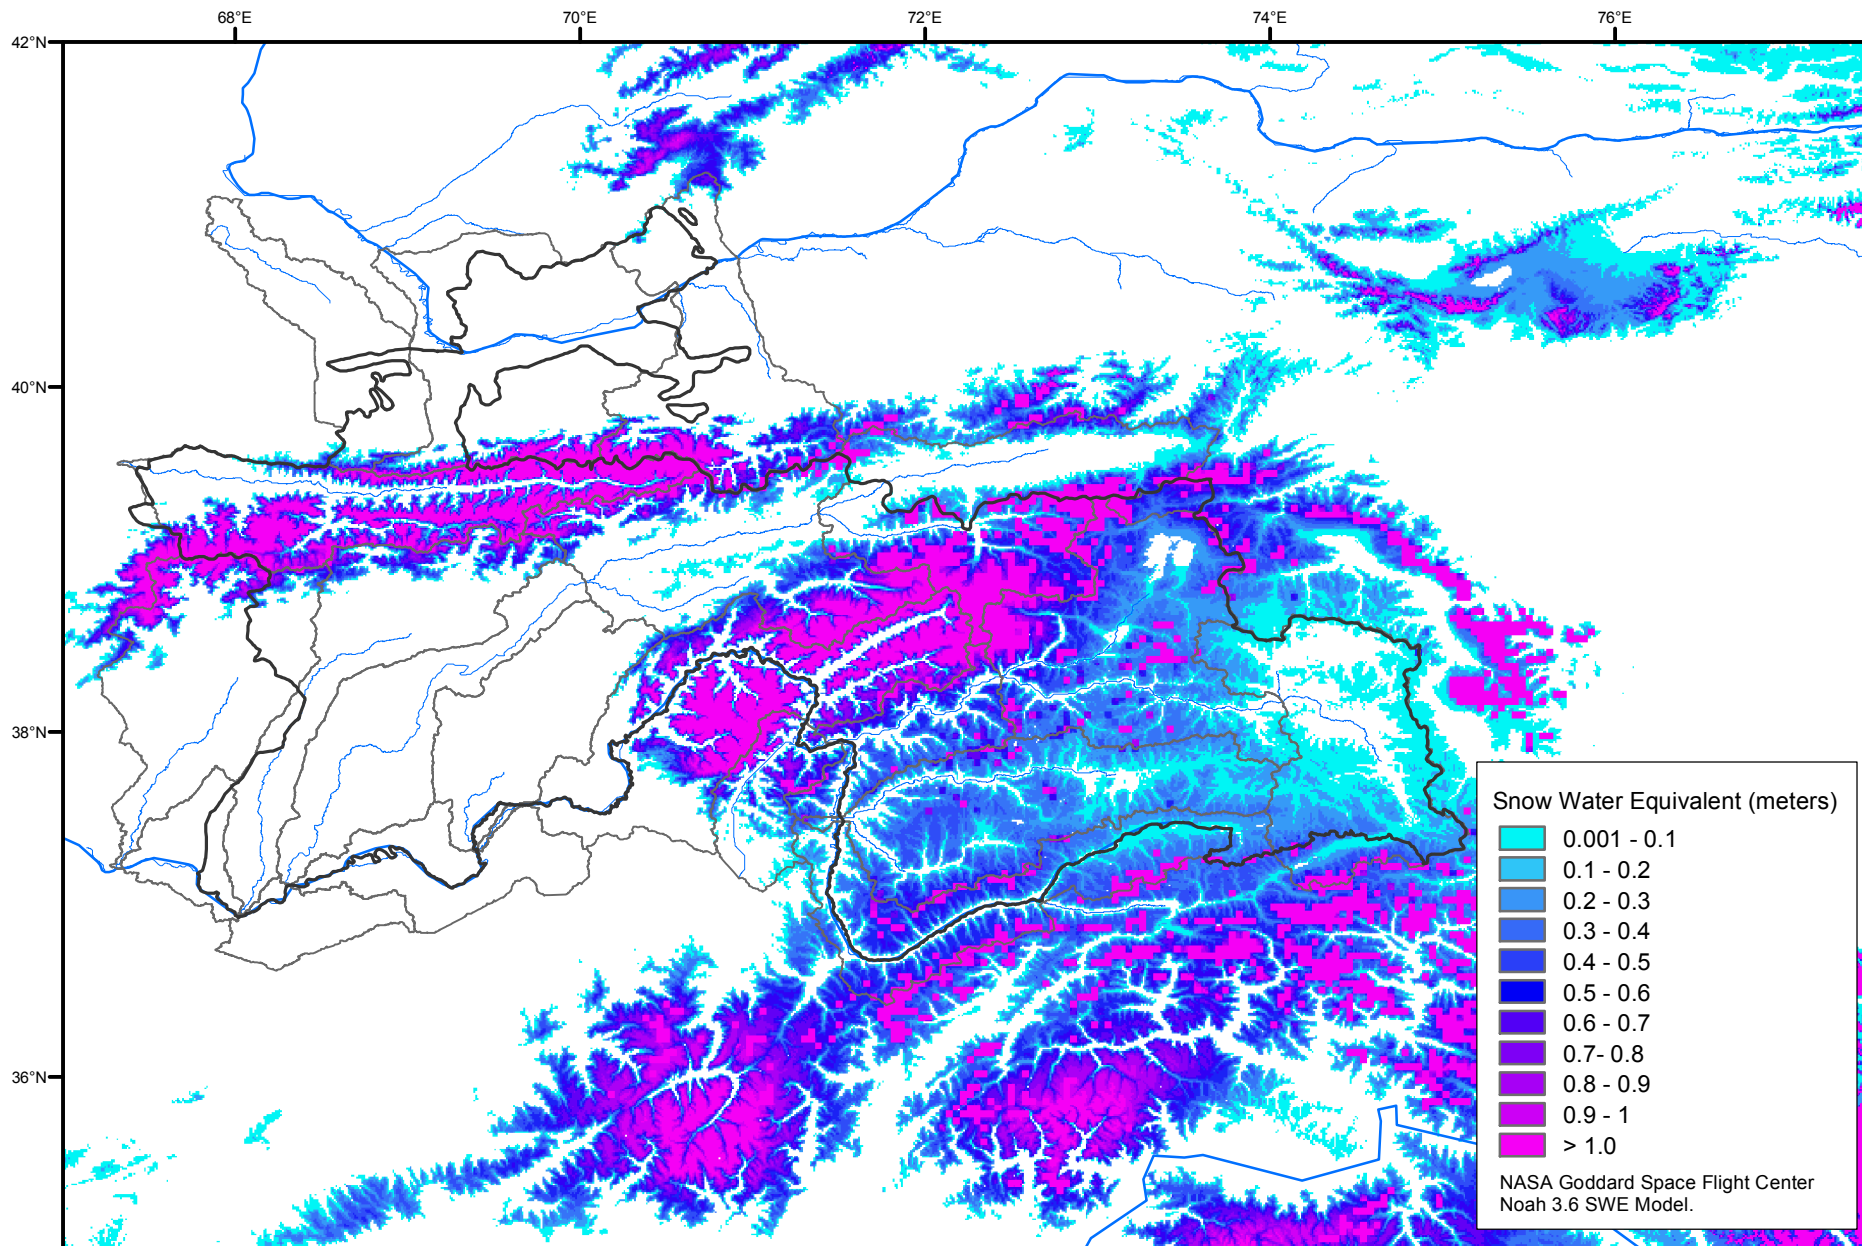 68°E
70°E
72°E
74°E
76°E
42°N
40°N
38°N
36°N
Snow Water Equivalent (meters)
0.001 - 0.1
0.1 - 0.2
0.2 - 0.3
0.3 - 0.4
0.4 - 0.5
0.5 - 0.6
0.6 - 0.7
0.7- 0.8
0.8 - 0.9
0.9 - 1
> 1.0
NASA Goddard Space Flight Center
Noah 3.6 SWE Model.